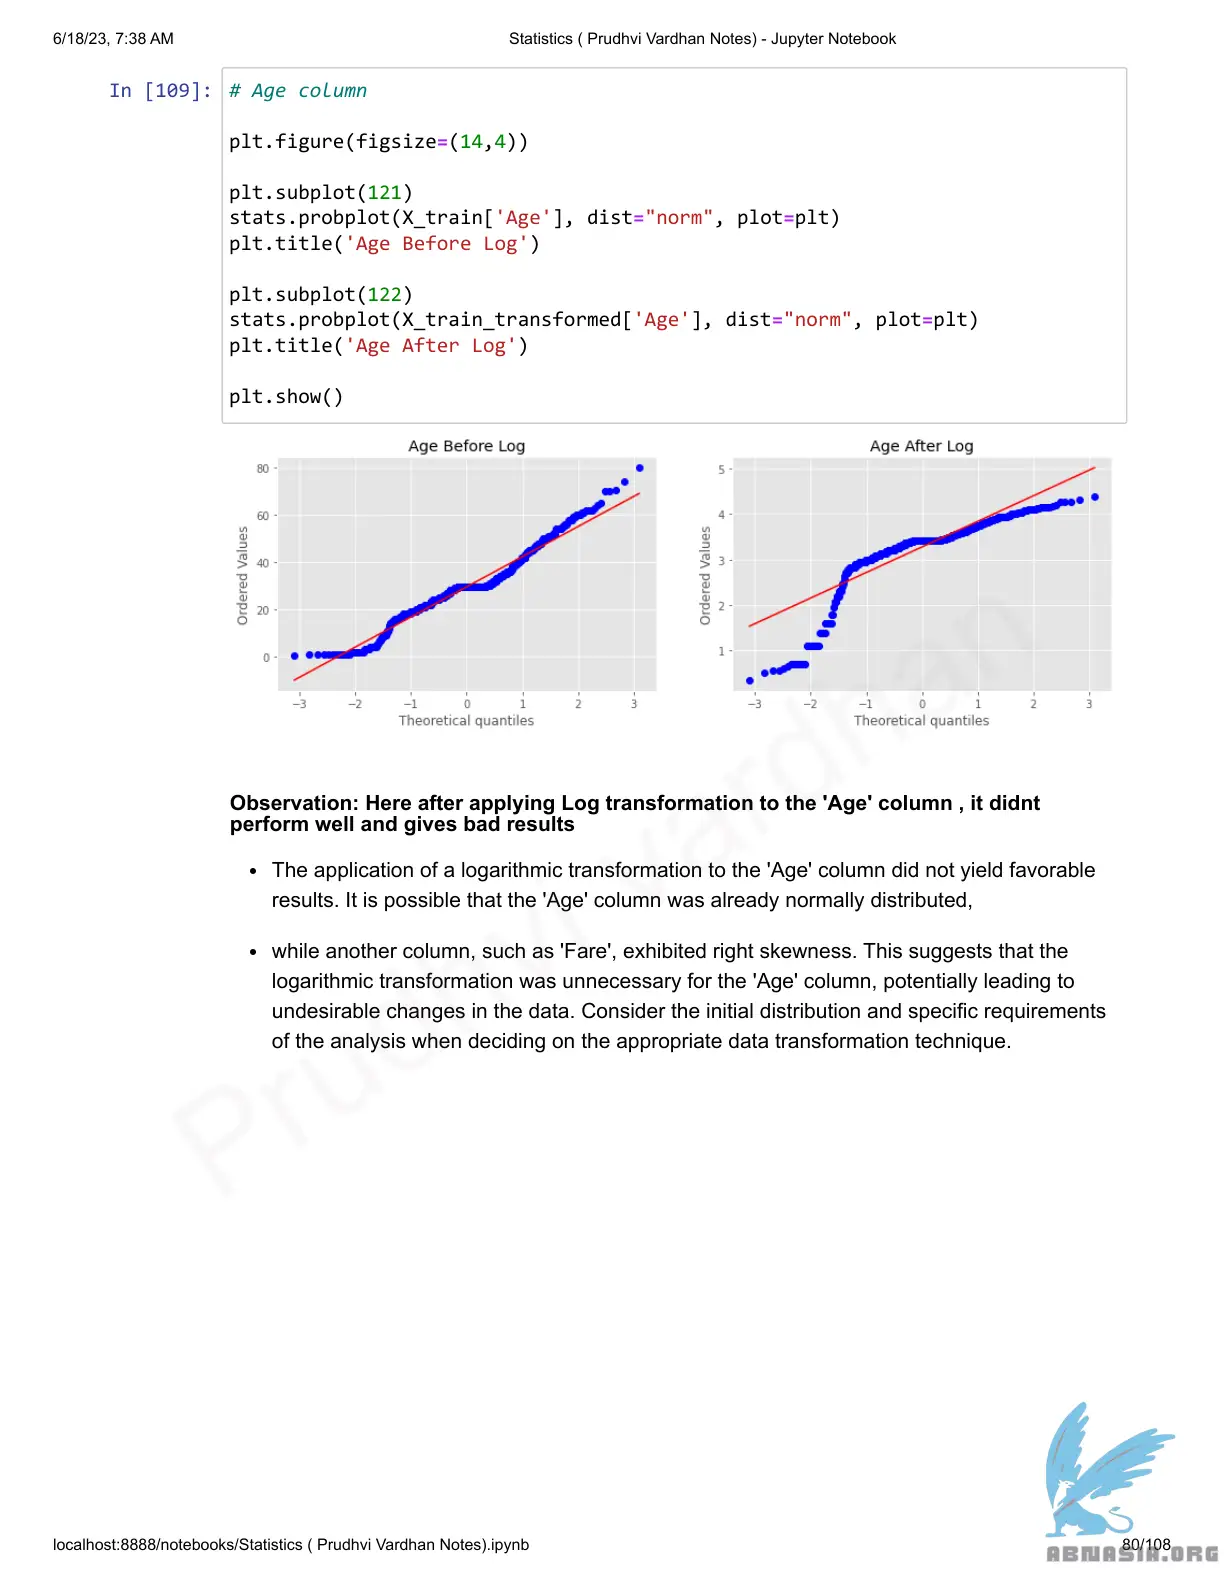 6/18/23, 7:38 AM
Statistics ( Prudhvi Vardhan Notes) - Jupyter Notebook
In [109]:
# Age column
plt.figure(figsize=(14,4))
plt.subplot(121)
stats.probplot(X_train['Age'], dist="norm", plot=plt)
plt.title('Age Before Log')
plt.subplot(122)
stats.probplot(X_train_transformed['Age'], dist="norm", plot=plt)
plt.title('Age After Log')
plt.show()
Age Before Log
80
60
40
20
0
Ordered Values
−3 −2 −1 0 1 2 3
Theoretical quantiles
Age After Log
5
4
3
2
1
Ordered Values
−3 −2 −1 0 1 2 3
Theoretical quantiles
Observation: Here after applying Log transformation to the 'Age' column , it didnt
perform well and gives bad results
• The application of a logarithmic transformation to the 'Age' column did not yield favorable
results. It is possible that the 'Age' column was already normally distributed,
• while another column, such as 'Fare', exhibited right skewness. This suggests that the
logarithmic transformation was unnecessary for the 'Age' column, potentially leading to
undesirable changes in the data. Consider the initial distribution and specific requirements
of the analysis when deciding on the appropriate data transformation technique.
Prudhvi Vardhan
localhost:8888/notebooks/Statistics ( Prudhvi Vardhan Notes).ipynb
80/108
ABNASIA.ORG